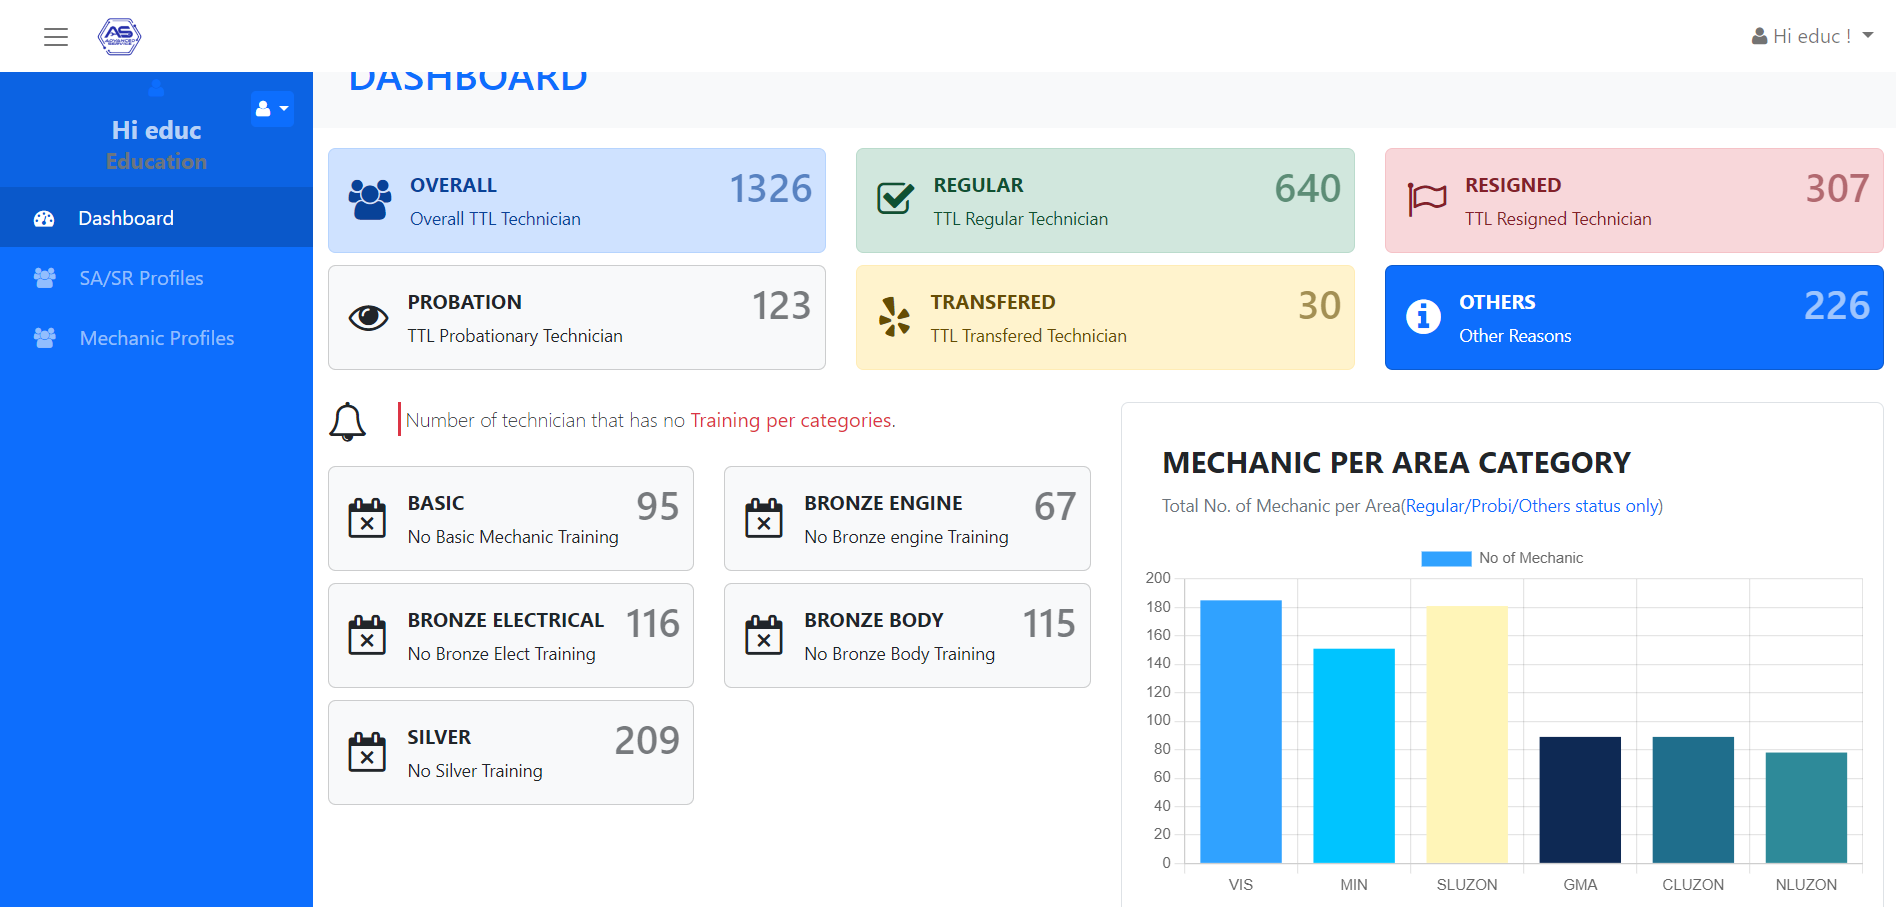 AS
ADVANCED
SERVICE
Hi educ !
DASHBOARD
Hi educ
Education
Dashboard
SA/SR Profiles
Mechanic Profiles
OVERALL 1326
Overall TTL Technician
REGULAR 640
TTL Regular Technician
RESIGNED 307
TTL Resigned Technician
PROBATION 123
TTL Probationary Technician
TRANSFERED 30
TTL Transfered Technician
OTHERS 226
Other Reasons
Number of technician that has no Training per categories.
BASIC 95
No Basic Mechanic Training
BRONZE ENGINE 67
No Bronze engine Training
BRONZE ELECTRICAL 116
No Bronze Elect Training
BRONZE BODY 115
No Bronze Body Training
SILVER 209
No Silver Training
MECHANIC PER AREA CATEGORY
Total No. of Mechanic per Area(Regular/Probi/Others status only)
No of Mechanic
200
180
160
140
120
100
80
60
40
20
0
VIS MIN SLUZON GMA CLUZON NLUZON